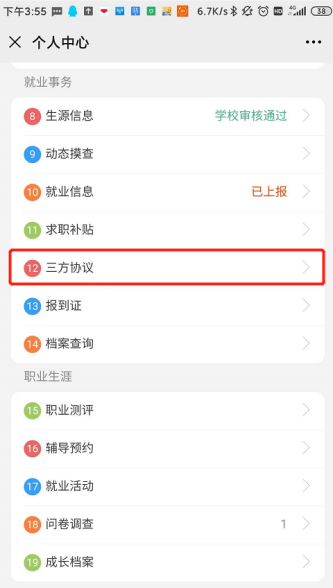 下午3:55 6.7K/s HD 4G 38
个人中心
就业事务
8 生源信息 学校审核通过
9 动态摸查
10 就业信息 已上报
11 求职补贴
12 三方协议
13 报到证
14 档案查询
职业生涯
15 职业测评
16 辅导预约
17 就业活动
18 问卷调查 1
19 成长档案